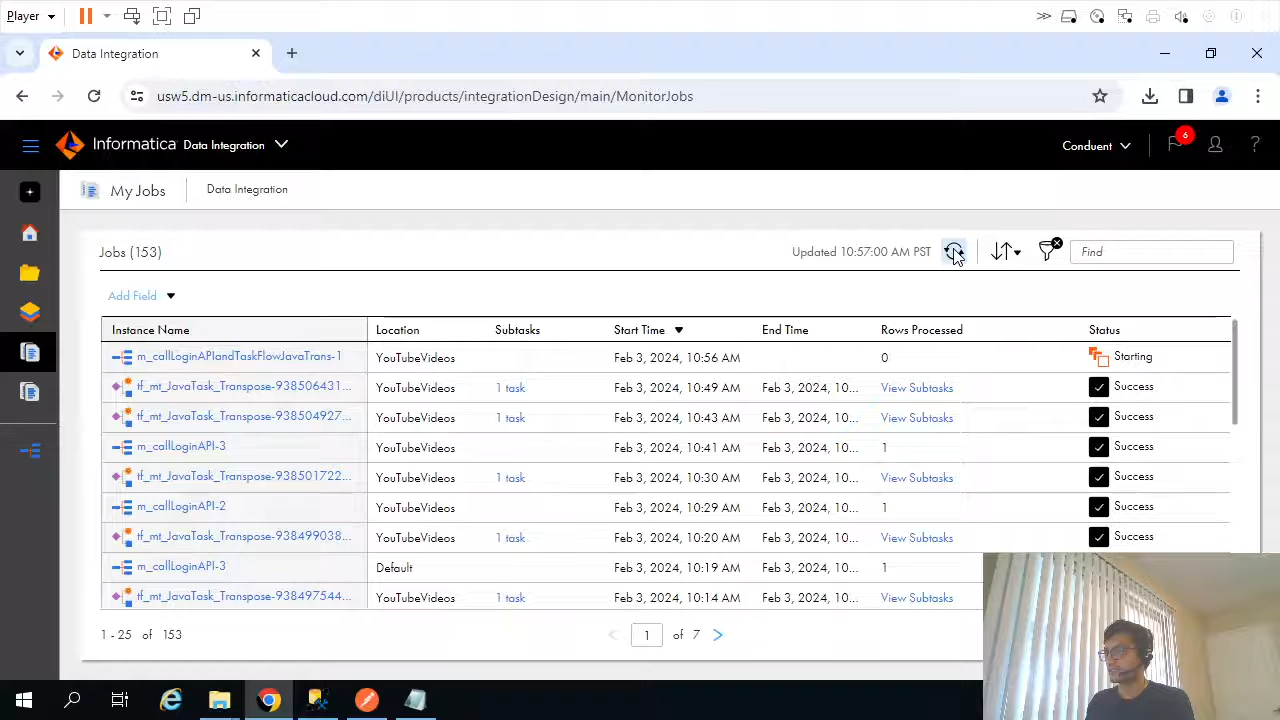 Player
Data Integration
usw5.dm-us.informaticacloud.com/diUI/products/integrationDesign/main/MonitorJobs
Informatica Data Integration
Conduent
6
?
My Jobs
Data Integration
Jobs (153)
Updated 10:57:00 AM PST
Find
Add Field
Instance Name Location Subtasks Start Time End Time Rows Processed Status
m_callLoginAPIandTaskFlowJavaTrans-1 YouTubeVideos Feb 3, 2024, 10:56 AM 0 Starting
tf_mt_JavaTask_Transpose-938506431... YouTubeVideos 1 task Feb 3, 2024, 10:49 AM Feb 3, 2024, 10... View Subtasks Success
tf_mt_JavaTask_Transpose-938504927... YouTubeVideos 1 task Feb 3, 2024, 10:43 AM Feb 3, 2024, 10... View Subtasks Success
m_callLoginAPI-3 YouTubeVideos Feb 3, 2024, 10:41 AM Feb 3, 2024, 10... 1 Success
tf_mt_JavaTask_Transpose-938501722... YouTubeVideos 1 task Feb 3, 2024, 10:30 AM Feb 3, 2024, 10... View Subtasks Success
m_callLoginAPI-2 YouTubeVideos Feb 3, 2024, 10:29 AM Feb 3, 2024, 10... 1 Success
tf_mt_JavaTask_Transpose-938499038... YouTubeVideos 1 task Feb 3, 2024, 10:20 AM Feb 3, 2024, 10... View Subtasks Success
m_callLoginAPI-3 Default Feb 3, 2024, 10:19 AM Feb 3, 2024, 10... 1
tf_mt_JavaTask_Transpose-938497544... YouTubeVideos 1 task Feb 3, 2024, 10:14 AM Feb 3, 2024, 10... View Subtasks
1 - 25 of 153
1 of 7